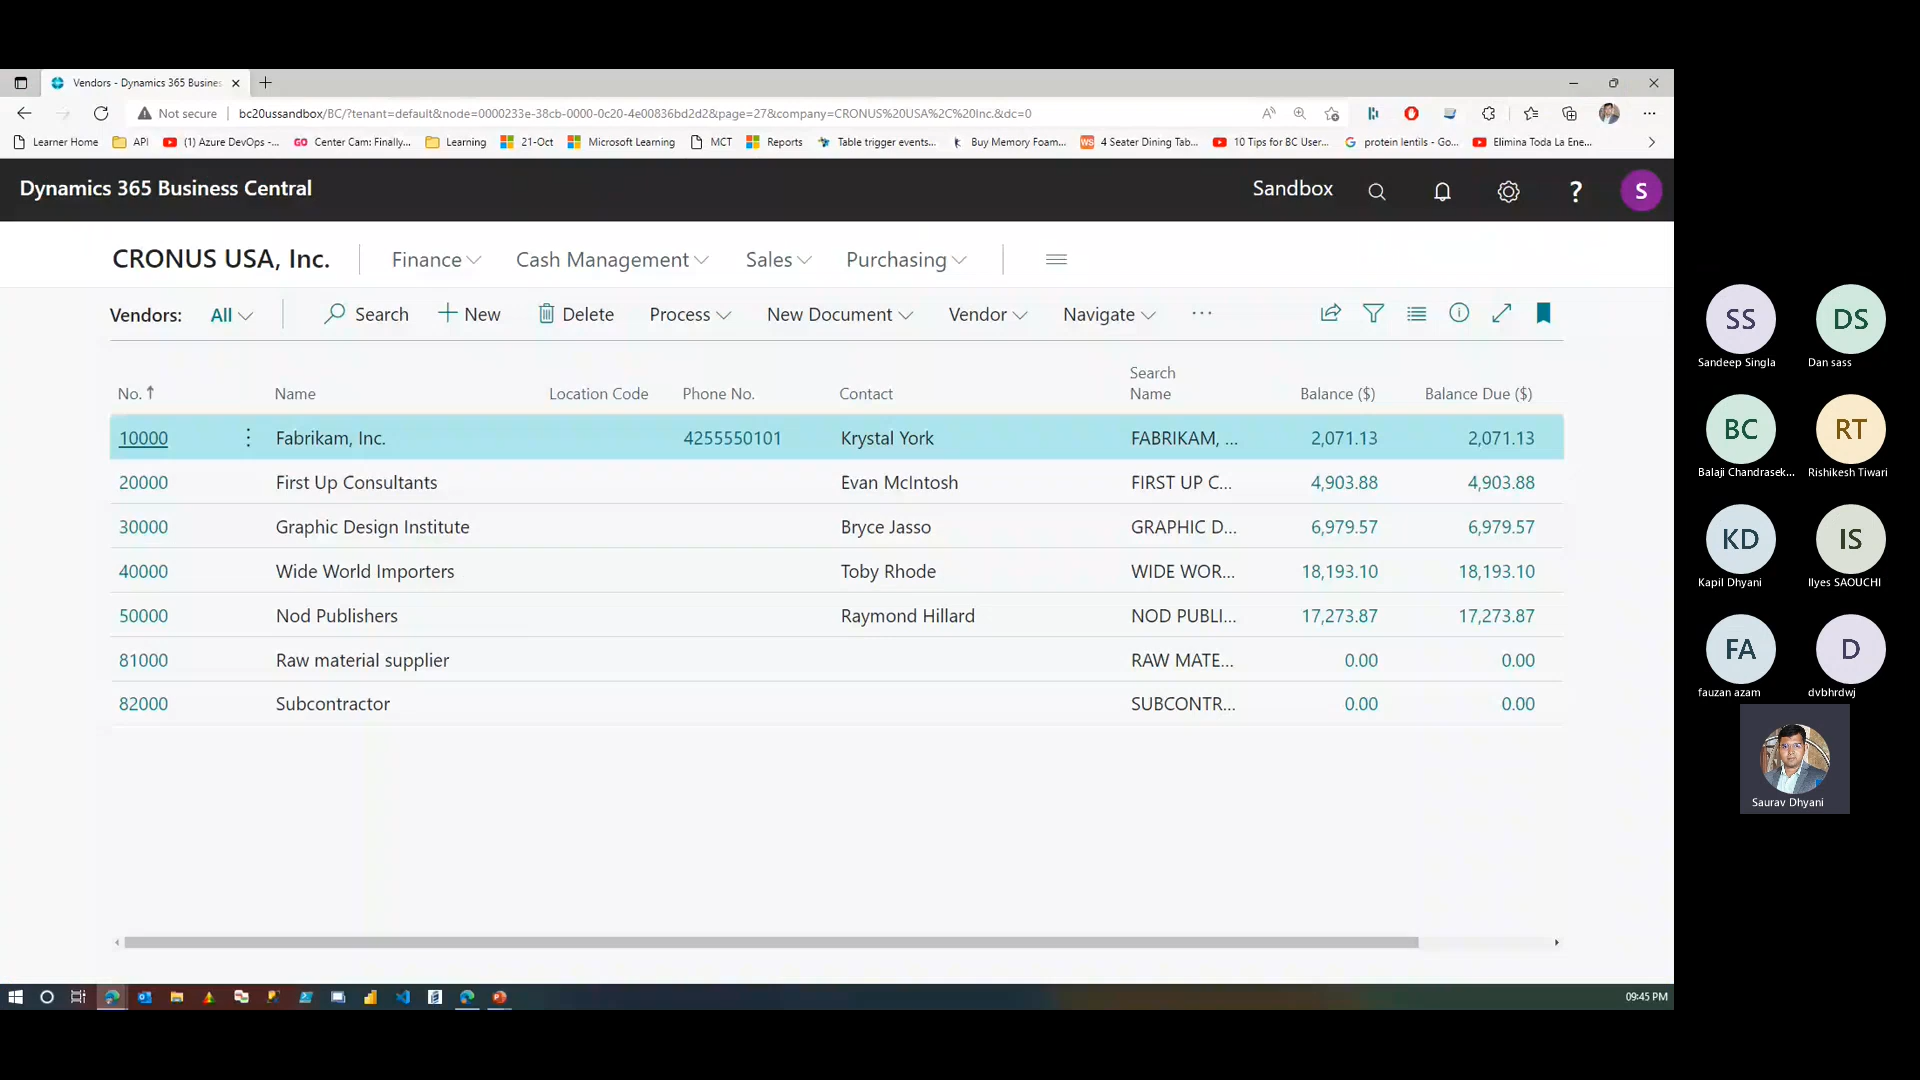 Vendors - Dynamics 365 Busines
Not secure
bc20ussandbox/BC/?tenant=default&node=0000233e-38cb-0000-0c20-4e00836bd2d2&page=27&company=CRONUS%20USA%2C%20Inc.&dc=0
Learner Home API (1) Azure DevOps -... Center Cam: Finally... Learning 21-Oct Microsoft Learning MCT Reports Table trigger events... Buy Memory Foam... 4 Seater Dining Tab... 10 Tips for BC User... protein lentils - Go... Elimina Toda La Ene...
Dynamics 365 Business Central Sandbox ? S
CRONUS USA, Inc. Finance Cash Management Sales Purchasing
Vendors: All Search New Delete Process New Document Vendor Navigate ...
No. Name Location Code Phone No. Contact Search Name Balance ($) Balance Due ($)
10000 Fabrikam, Inc. 4255550101 Krystal York FABRIKAM, ... 2,071.13 2,071.13
20000 First Up Consultants Evan McIntosh FIRST UP C... 4,903.88 4,903.88
30000 Graphic Design Institute Bryce Jasso GRAPHIC D... 6,979.57 6,979.57
40000 Wide World Importers Toby Rhode WIDE WOR... 18,193.10 18,193.10
50000 Nod Publishers Raymond Hillard NOD PUBLI... 17,273.87 17,273.87
81000 Raw material supplier RAW MATE... 0.00 0.00
82000 Subcontractor SUBCONTR... 0.00 0.00
09:45 PM
SS DS
Sandeep Singla Dan sass
BC RT
Balaji Chandrasek... Rishikesh Tiwari
KD IS
Kapil Dhyani Ilyes SAOUCHI
FA D
fauzan azam dvbhrdwj
Saurav Dhyani